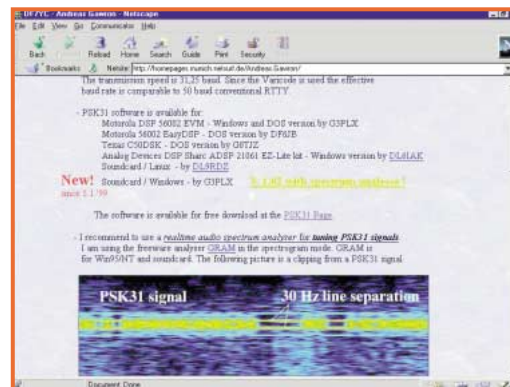 DF7YC - Andreas Gawron - Netscape
File Edit View Go Communicator Help
Back Reload Home Search Guide Print Security
Bookmarks Netsite: http://homepages.munich.netsurf.de/Andreas.Gawron/
The transmission speed is 31,25 baud. Since the Varicode is used the effective
baud rate is comparable to 50 baud conventional RTTY.
- PSK31 software is available for:
Motorola DSP 56002 EVM - Windows and DOS version by G3PLX
Motorola 56002 EasyDSP - DOS version by DF6JB
Texas C50DSK - DOS version by G0TJZ
Analog Devices DSP Sharc ADSP 21061 EZ-Lite kit - Windows version by DL6IAK
Soundcard / Linux - by DL9RDZ
New! Soundcard / Windows - by G3PLX with spectrum analyser !
since 1.1.'99
The software is available for free download at the PSK31 Page.
- I recommend to use a realtime audio spectrum analyser for tuning PSK31 signals
I am using the freeware analyser GRAM in the spectrogram mode. GRAM is
for Win95/NT and soundcard. The following picture is a clipping from a PSK31 signal
PSK31 signal 30 Hz line separation
Document: Done